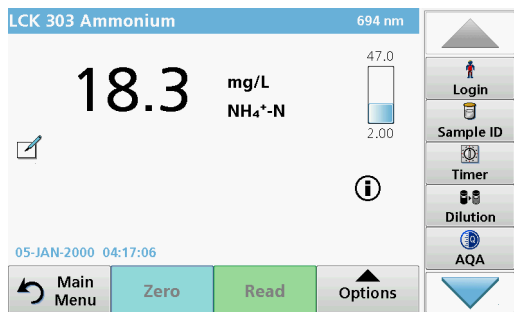 LCK 303 Ammonium 694 nm
47.0
18.3 mg/L
NH₄⁺-N
2.00
i
05-JAN-2000 04:17:06
Main Menu
Zero
Read
Options
Login
Sample ID
Timer
Dilution
AQA